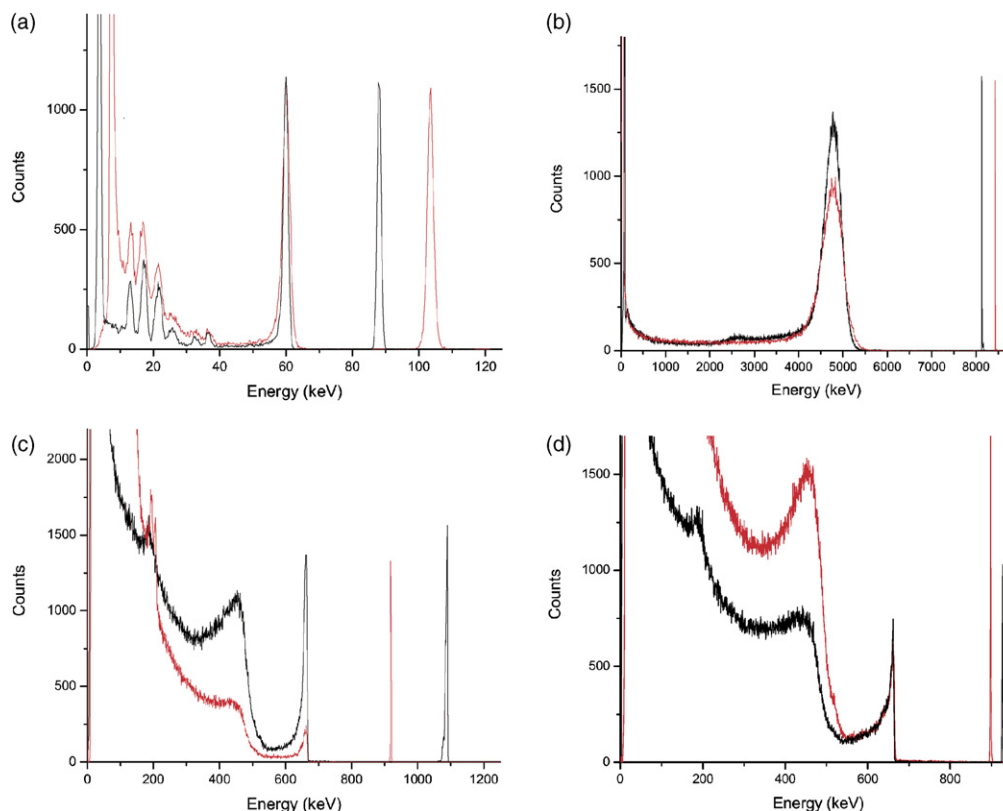 (a)
Counts
1000
500
0
0 20 40 60 80 100 120
Energy (keV)
(b)
Counts
1500
1000
500
0
0 1000 2000 3000 4000 5000 6000 7000 8000
Energy (keV)
(c)
Counts
2000
1500
1000
500
0
0 200 400 600 800 1000 1200
Energy (keV)
(d)
Counts
1500
1000
500
0
0 200 400 600 800
Energy (keV)